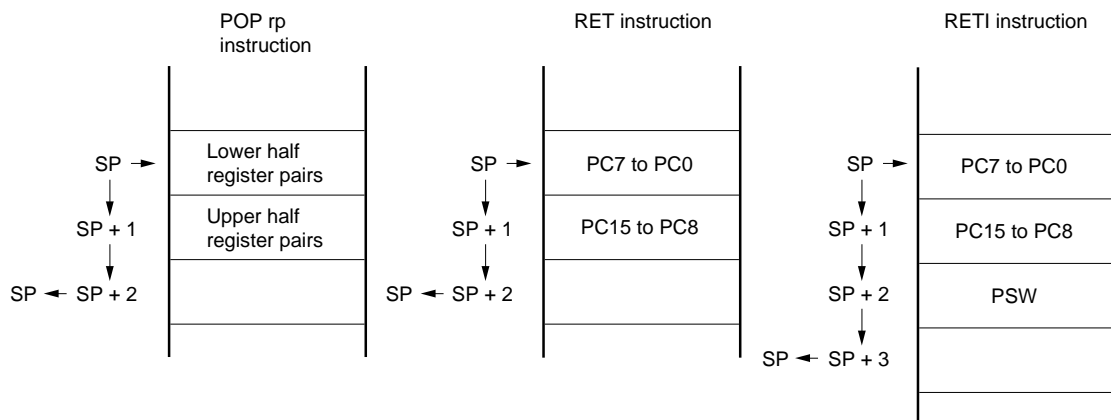 POP rp
instruction
SP
Lower half
register pairs
SP + 1
Upper half
register pairs
SP
SP + 2
RET instruction
SP
PC7 to PC0
SP + 1
PC15 to PC8
SP
SP + 2
RETI instruction
SP
PC7 to PC0
SP + 1
PC15 to PC8
SP + 2
PSW
SP
SP + 3